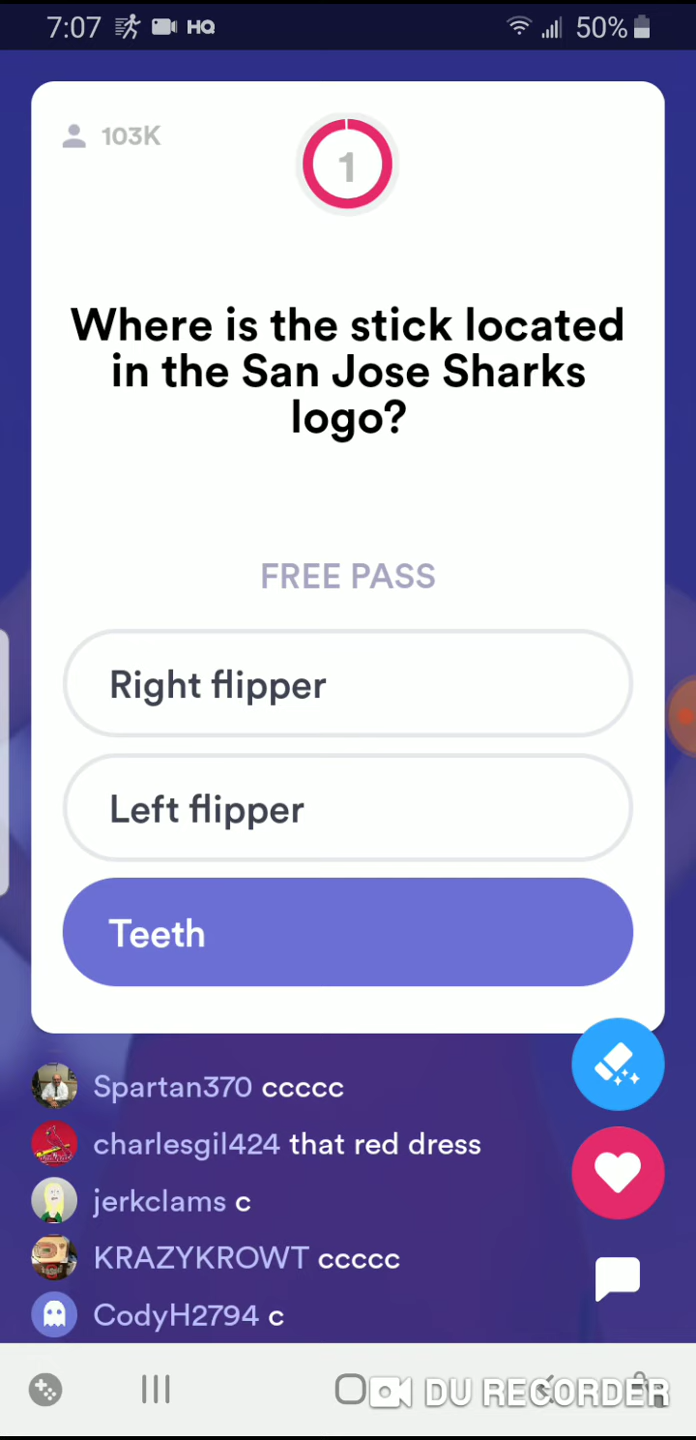 7:07 HQ 50%
103K
1
Where is the stick located
in the San Jose Sharks
logo?
FREE PASS
Right flipper
Left flipper
Teeth
Spartan370 ccccc
charlesgil424 that red dress
jerkclams c
KRAZYKROWT ccccc
CodyH2794 c
DU RECORDER